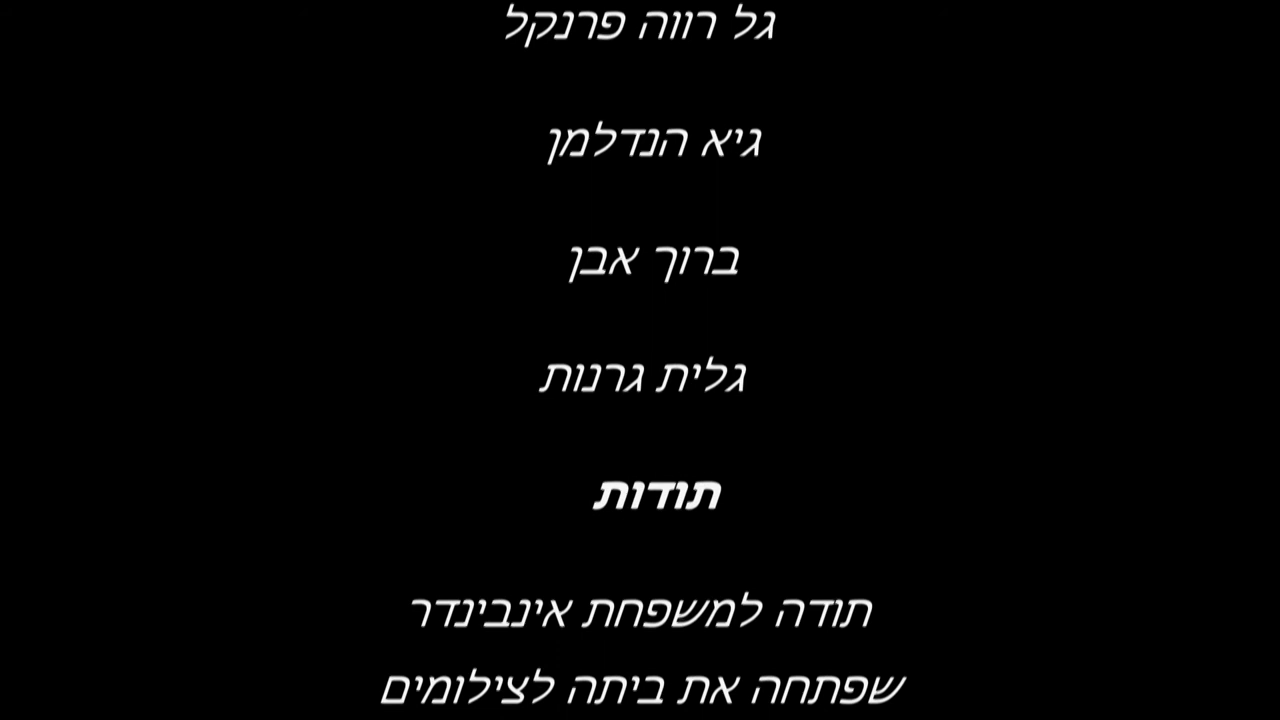 גל רווה פרנקל
גיא הנדלמן
ברוך אבן
גלית גרנות
תודות
תודה למשפחת אינבינדר
שפתחה את ביתה לצילומים